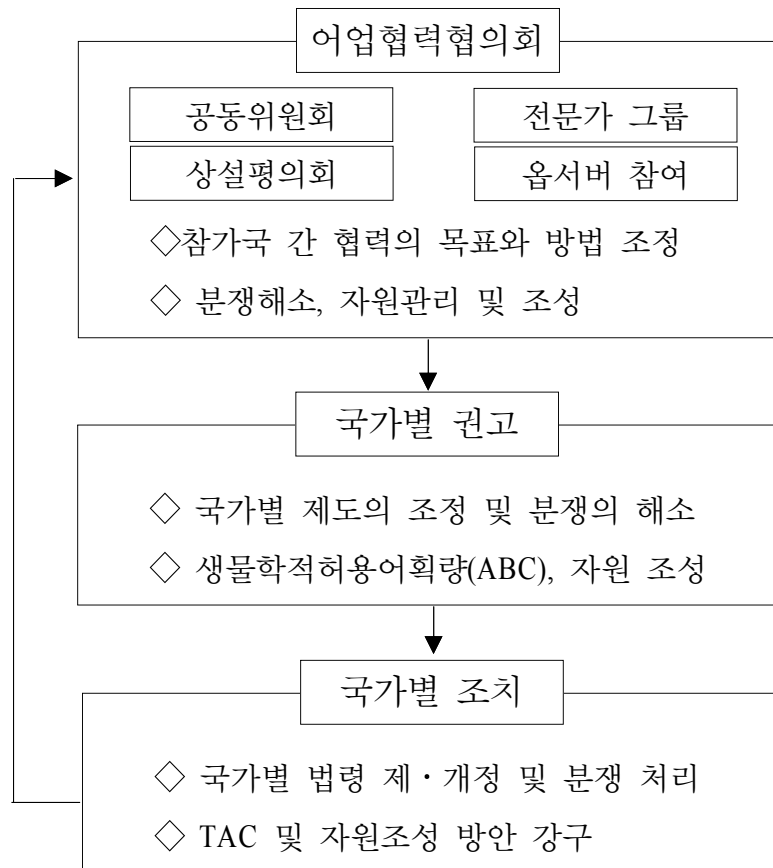 어업협력협의회
공동위원회 전문가 그룹
상설평의회 옵서버 참여
◇참가국 간 협력의 목표와 방법 조정
◇ 분쟁해소, 자원관리 및 조성
국가별 권고
◇ 국가별 제도의 조정 및 분쟁의 해소
◇ 생물학적허용어획량(ABC), 자원 조성
국가별 조치
◇ 국가별 법령 제·개정 및 분쟁 처리
◇ TAC 및 자원조성 방안 강구